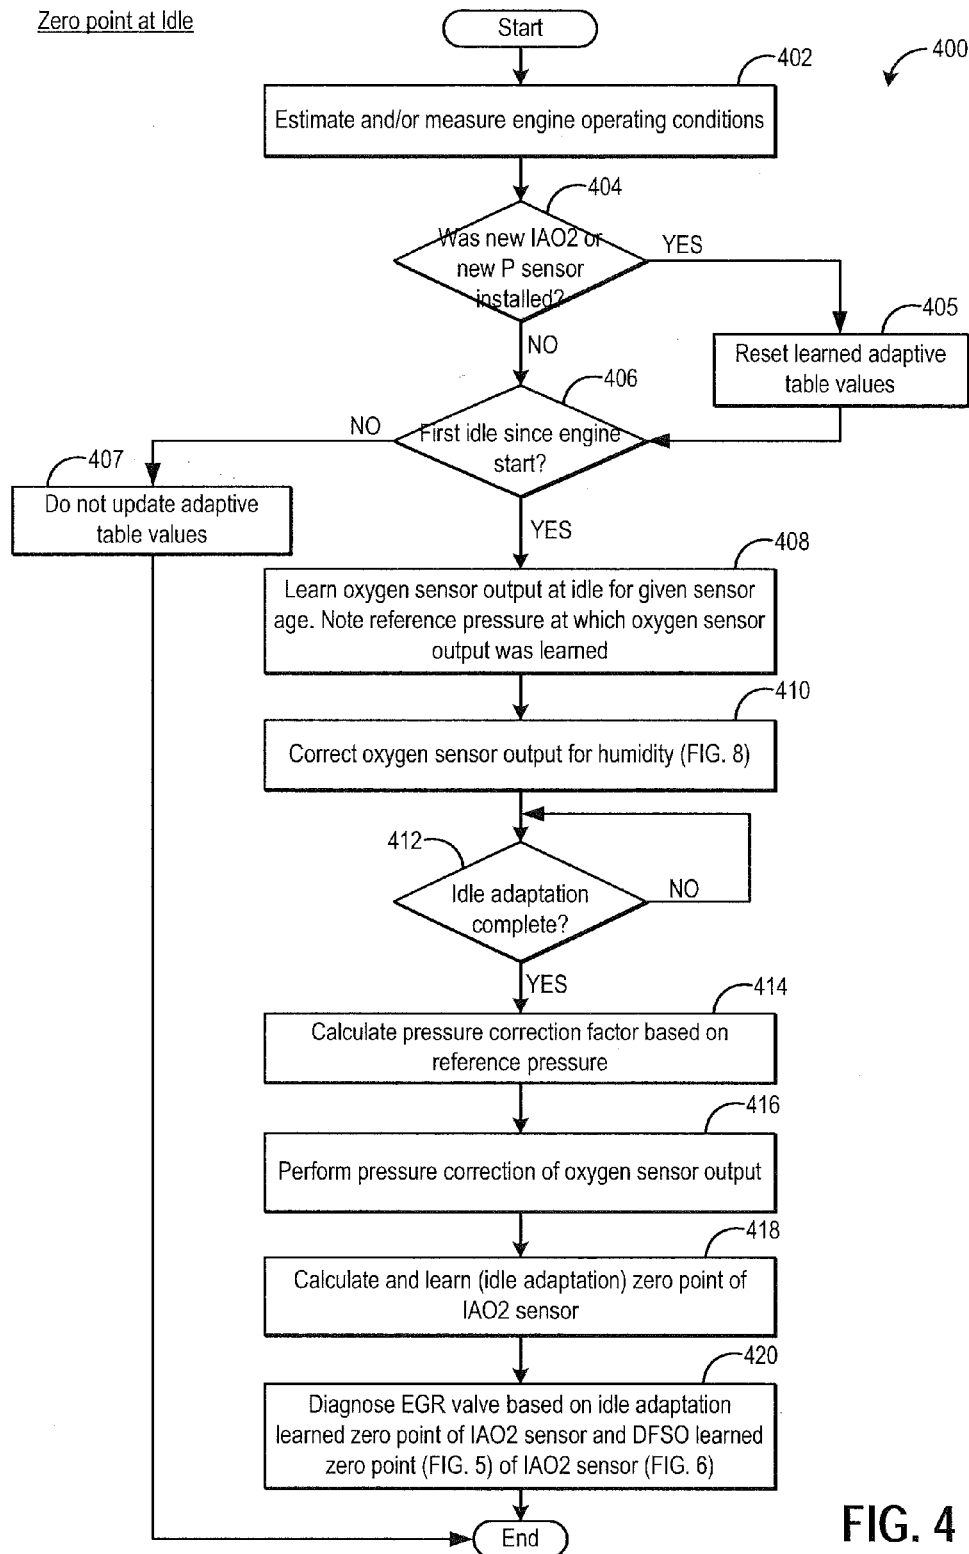 Zero point at Idle
Start
400
402
Estimate and/or measure engine operating conditions
404
Was new IAO2 or
new P sensor
installed?
YES
NO
405
Reset learned adaptive
table values
406
First idle since engine
start?
NO
YES
407
Do not update adaptive
table values
408
Learn oxygen sensor output at idle for given sensor
age. Note reference pressure at which oxygen sensor
output was learned
410
Correct oxygen sensor output for humidity (FIG. 8)
412
Idle adaptation
complete?
NO
YES
414
Calculate pressure correction factor based on
reference pressure
416
Perform pressure correction of oxygen sensor output
418
Calculate and learn (idle adaptation) zero point of
IAO2 sensor
420
Diagnose EGR valve based on idle adaptation
learned zero point of IAO2 sensor and DFSO learned
zero point (FIG. 5) of IAO2 sensor (FIG. 6)
End
FIG. 4